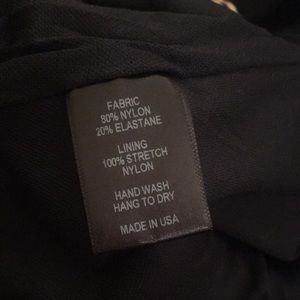 FABRIC
80% NYLON
20% ELASTANE
LINING
100% STRETCH
NYLON
HAND WASH
HANG TO DRY
MADE IN USA